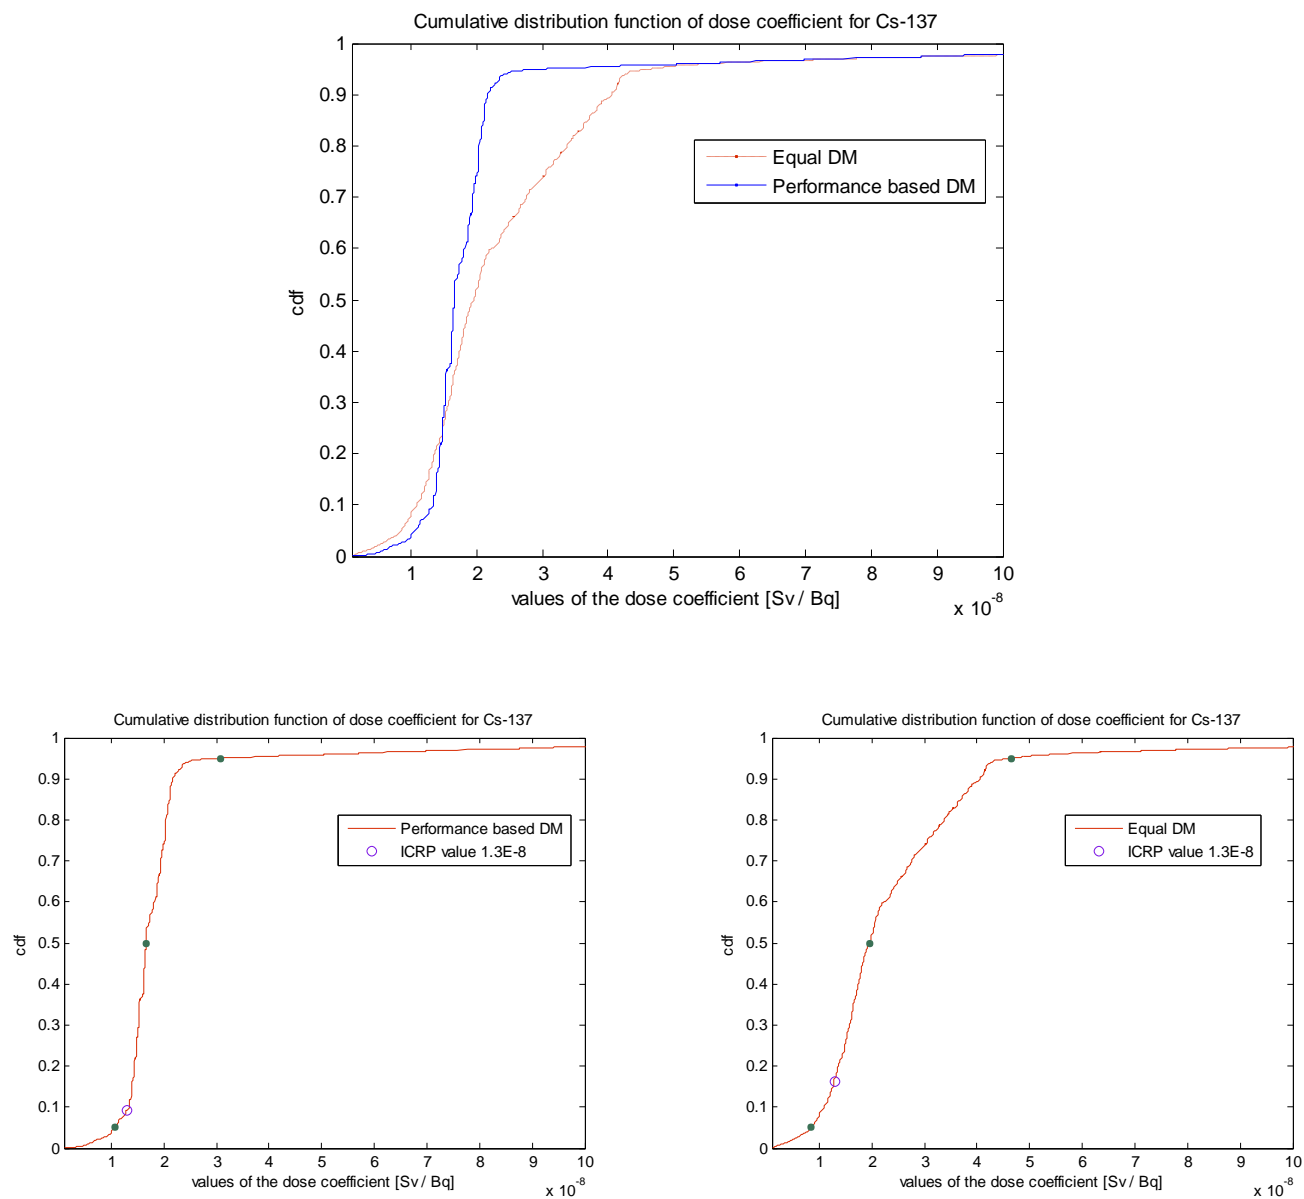 Cumulative distribution function of dose coefficient for Cs-137
1
0.9
0.8
0.7
0.6
0.5
0.4
0.3
0.2
0.1
0
cdf
Equal DM
Performance based DM
1 2 3 4 5 6 7 8 9 10
values of the dose coefficient [Sv / Bq]
x 10-8
Cumulative distribution function of dose coefficient for Cs-137
1
0.9
0.8
0.7
0.6
0.5
0.4
0.3
0.2
0.1
0
cdf
Performance based DM
ICRP value 1.3E-8
1 2 3 4 5 6 7 8 9 10
values of the dose coefficient [Sv / Bq]
x 10-8
Cumulative distribution function of dose coefficient for Cs-137
1
0.9
0.8
0.7
0.6
0.5
0.4
0.3
0.2
0.1
0
cdf
Equal DM
ICRP value 1.3E-8
1 2 3 4 5 6 7 8 9 10
values of the dose coefficient [Sv / Bq]
x 10-8